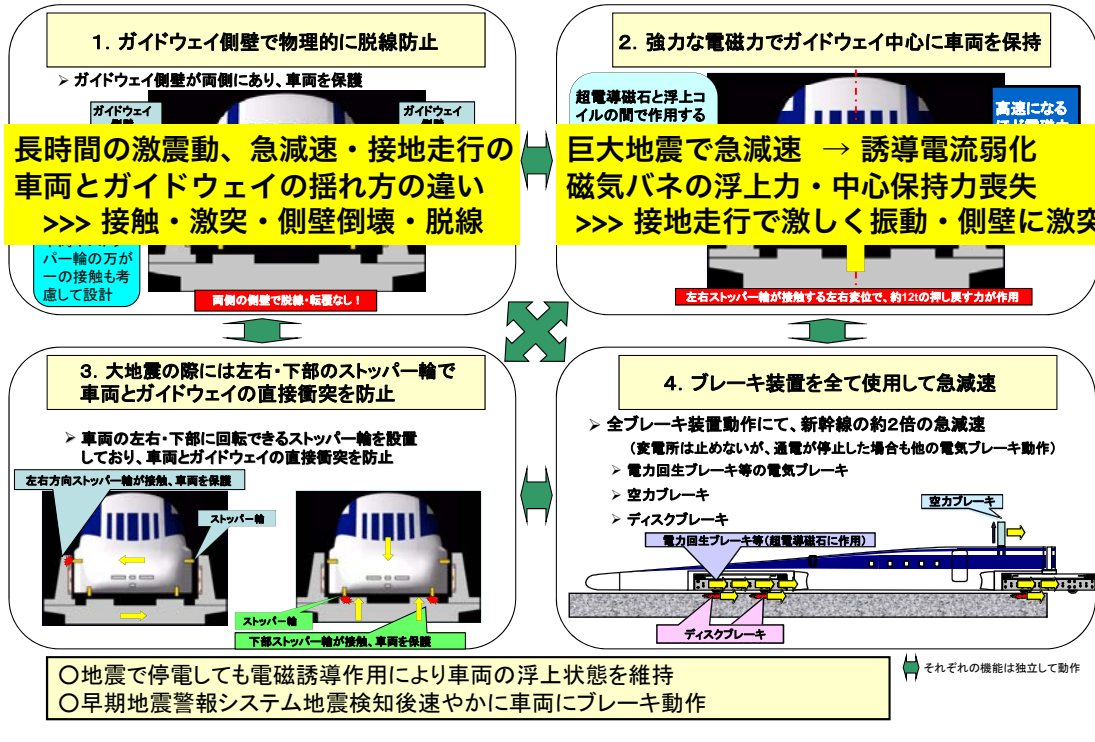 1．ガイドウェイ側壁で物理的に脱線防止
➢ ガイドウェイ側壁が両側にあり、車両を保護
ガイドウェイ
ガイドウェイ
長時間の激震動、急減速・接地走行の
車両とガイドウェイの揺れ方の違い
>>> 接触・激突・側壁倒壊・脱線
パー輪の万が
一の接触も考
慮して設計
両側の側壁で脱線・転覆なし！
2．強力な電磁力でガイドウェイ中心に車両を保持
超電導磁石と浮上コ
イルの間で作用する
高速になる
巨大地震で急減速 → 誘導電流弱化
磁気バネの浮上力・中心保持力喪失
>>> 接地走行で激しく振動・側壁に激突
左右ストッパー輪が接触する左右変位で、約12tの押し戻す力が作用
3．大地震の際には左右・下部のストッパー輪で
車両とガイドウェイの直接衝突を防止
➢ 車両の左右・下部に回転できるストッパー輪を設置
しており、車両とガイドウェイの直接衝突を防止
左右方向ストッパー輪が接触、車両を保護
ストッパー輪
ストッパー輪
下部ストッパー輪が接触、車両を保護
4．ブレーキ装置を全て使用して急減速
➢ 全ブレーキ装置動作にて、新幹線の約2倍の急減速
（変電所は止めないが、通電が停止した場合も他の電気ブレーキ動作）
➢ 電力回生ブレーキ等の電気ブレーキ
➢ 空力ブレーキ
➢ ディスクブレーキ
空力ブレーキ
電力回生ブレーキ等（超電導磁石に作用）
ディスクブレーキ
〇地震で停電しても電磁誘導作用により車両の浮上状態を維持
〇早期地震警報システム地震検知後速やかに車両にブレーキ動作
それぞれの機能は独立して動作